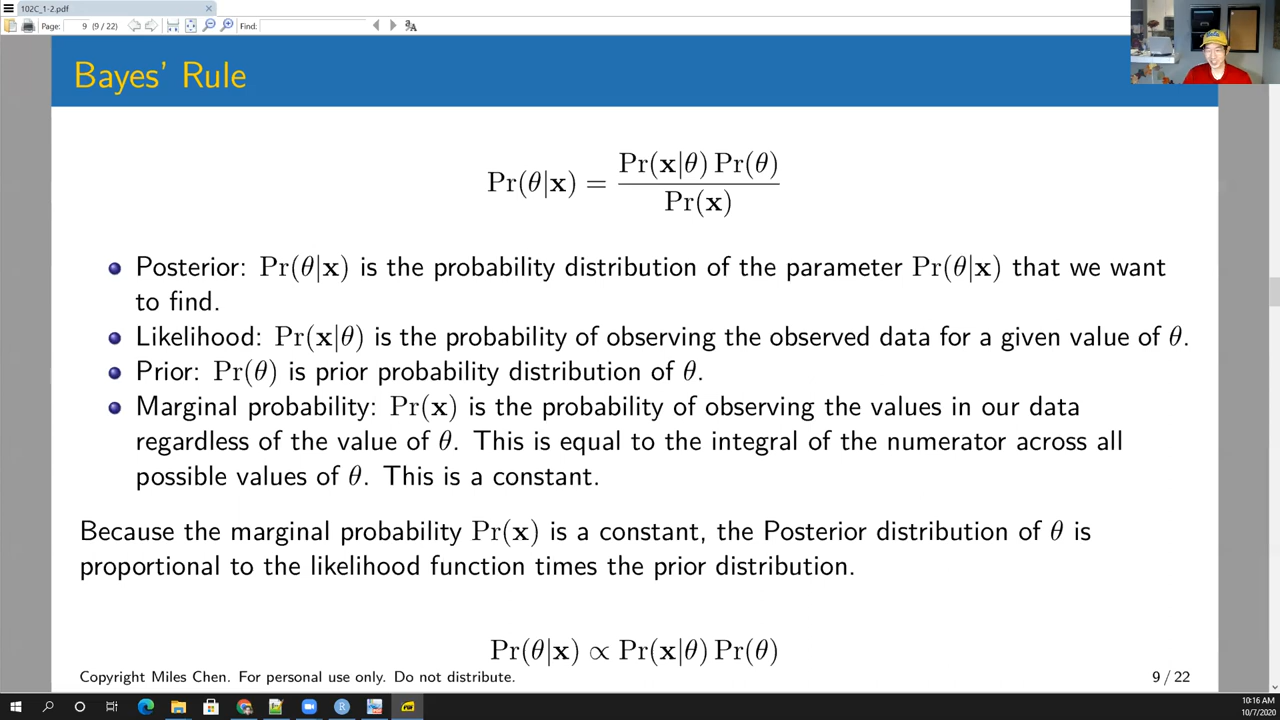 102C_1-2.pdf
Page: 9 (9 / 22) Find:
Bayes' Rule
Pr(θ|x) = Pr(x|θ) Pr(θ) / Pr(x)
Posterior: Pr(θ|x) is the probability distribution of the parameter Pr(θ|x) that we want
to find.
Likelihood: Pr(x|θ) is the probability of observing the observed data for a given value of θ.
Prior: Pr(θ) is prior probability distribution of θ.
Marginal probability: Pr(x) is the probability of observing the values in our data
regardless of the value of θ. This is equal to the integral of the numerator across all
possible values of θ. This is a constant.
Because the marginal probability Pr(x) is a constant, the Posterior distribution of θ is
proportional to the likelihood function times the prior distribution.
Pr(θ|x) ∝ Pr(x|θ) Pr(θ)
Copyright Miles Chen. For personal use only. Do not distribute. 9 / 22
10:16 AM
10/7/2020